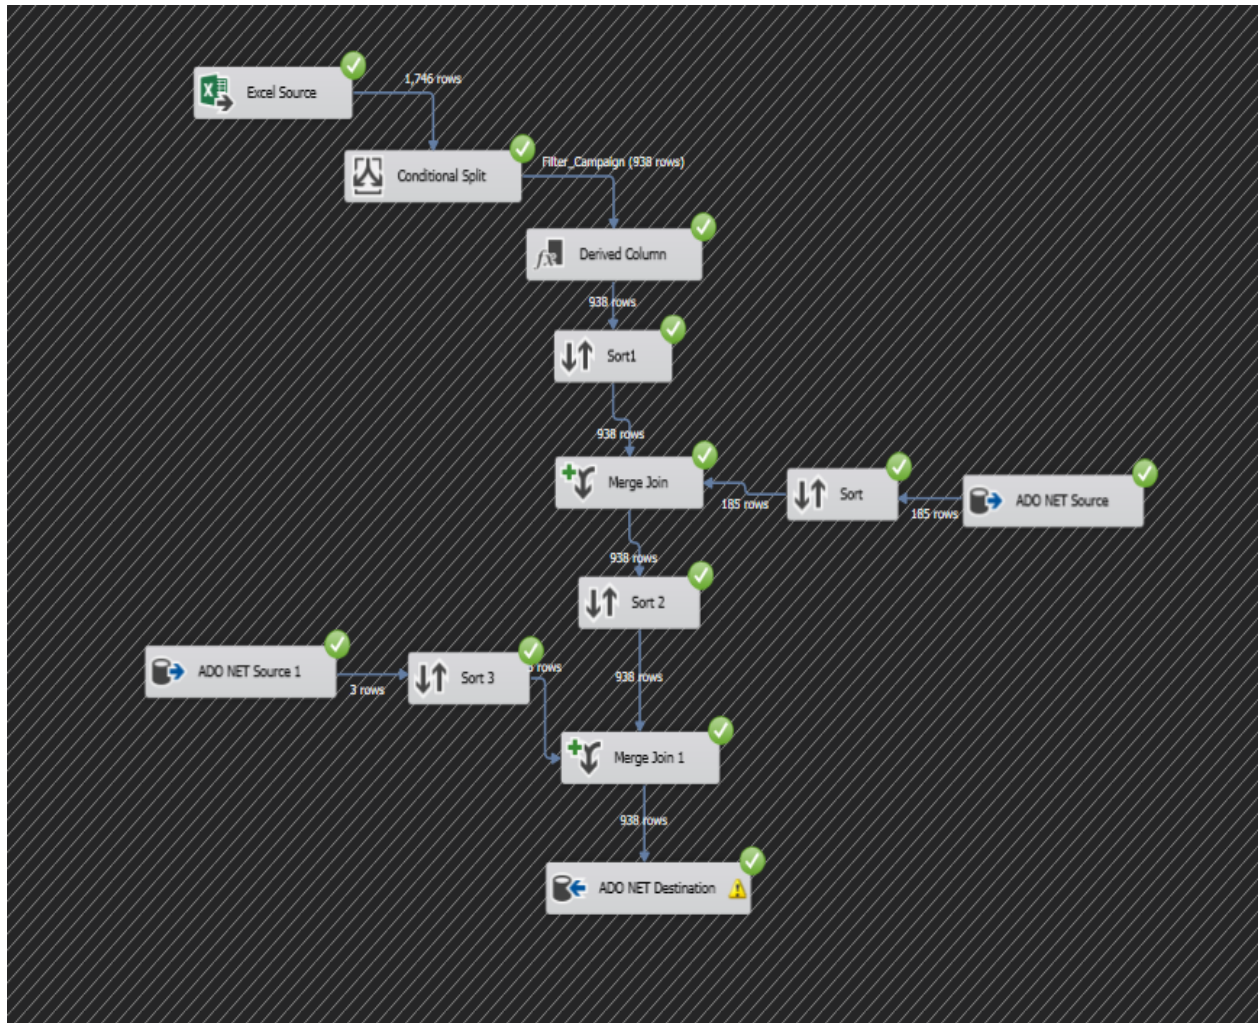 Excel Source
1,746 rows
Conditional Split
Filter_Campaign (938 rows)
Derived Column
938 rows
Sort1
938 rows
Merge Join
185 rows
Sort
185 rows
ADO NET Source
938 rows
Sort 2
ADO NET Source 1
3 rows
Sort 3
rows
938 rows
Merge Join 1
938 rows
ADO NET Destination